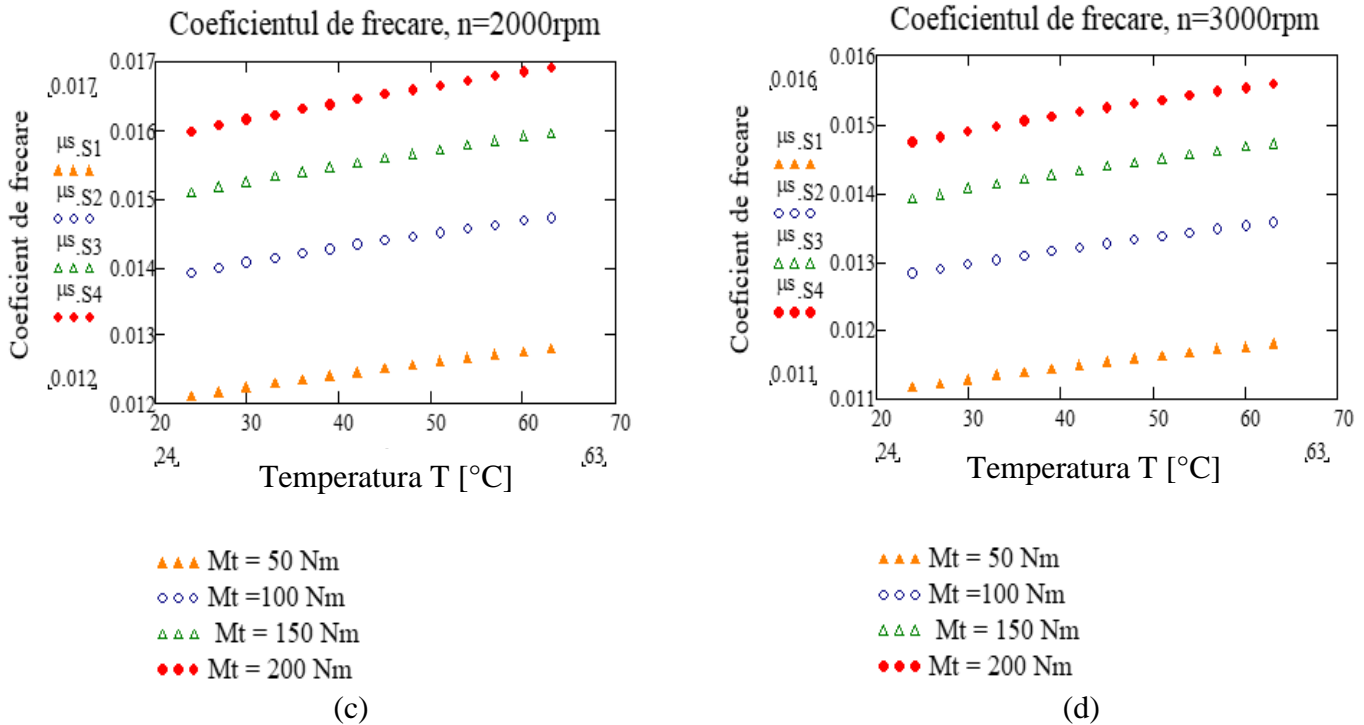 Coeficientul de frecare, n=2000rpm
0.017
0.016
0.015
0.014
0.013
0.012
20
30
40
50
60
70
0.017
μs.S1
μs.S2
μs.S3
μs.S4
0.012
Coeficient de frecare
24
63
Temperatura T [°C]
Mt = 50 Nm
Mt =100 Nm
Mt = 150 Nm
Mt = 200 Nm
(c)
Coeficientul de frecare, n=3000rpm
0.016
0.015
0.014
0.013
0.012
0.011
20
30
40
50
60
70
0.016
μs.S1
μs.S2
μs.S3
μs.S4
0.011
Coeficient de frecare
24
63
Temperatura T [°C]
Mt = 50 Nm
Mt =100 Nm
Mt = 150 Nm
Mt = 200 Nm
(d)